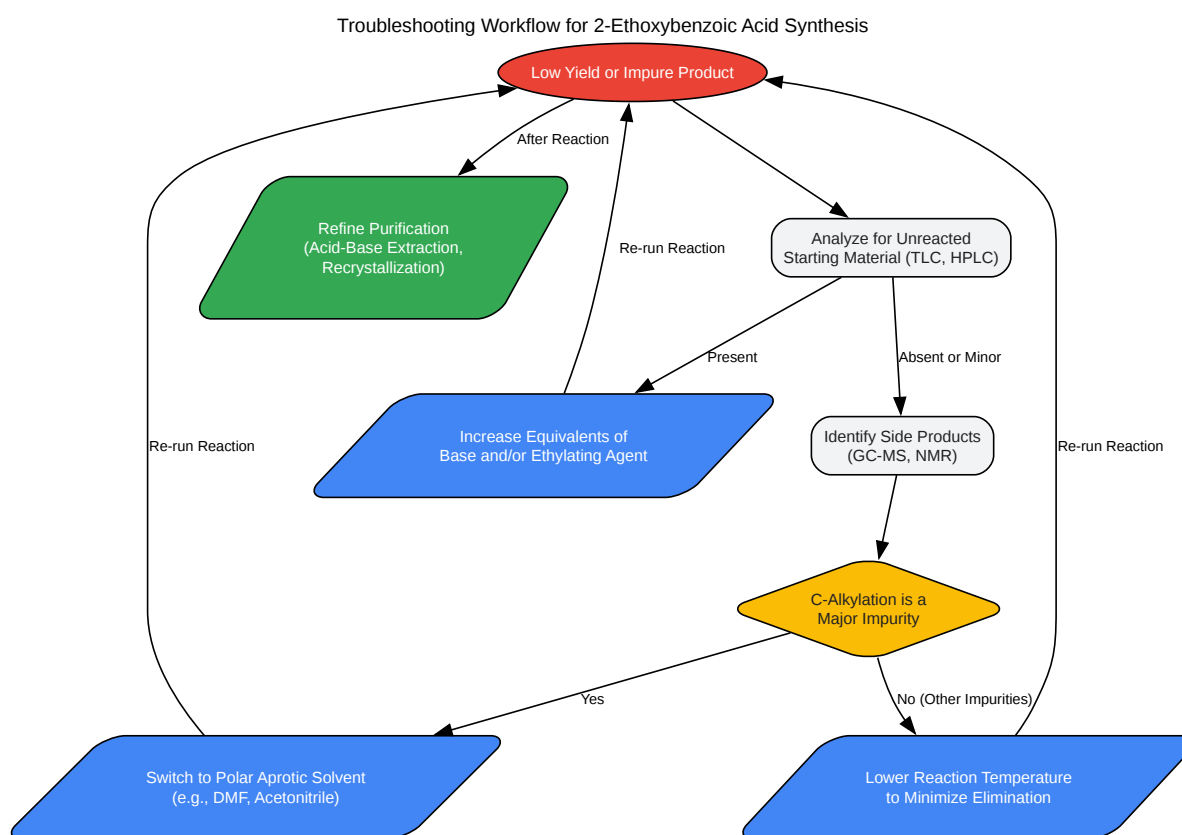 Troubleshooting Workflow for 2-Ethoxybenzoic Acid Synthesis
Low Yield or Impure Product
After Reaction
Refine Purification
(Acid-Base Extraction,
Recrystallization)
Re-run Reaction
Analyze for Unreacted
Starting Material (TLC, HPLC)
Present
Absent or Minor
Increase Equivalents of
Base and/or Ethylating Agent
Identify Side Products
(GC-MS, NMR)
Re-run Reaction
Re-run Reaction
C-Alkylation is a
Major Impurity
Yes
No (Other Impurities)
Switch to Polar Aprotic Solvent
(e.g., DMF, Acetonitrile)
Lower Reaction Temperature
to Minimize Elimination